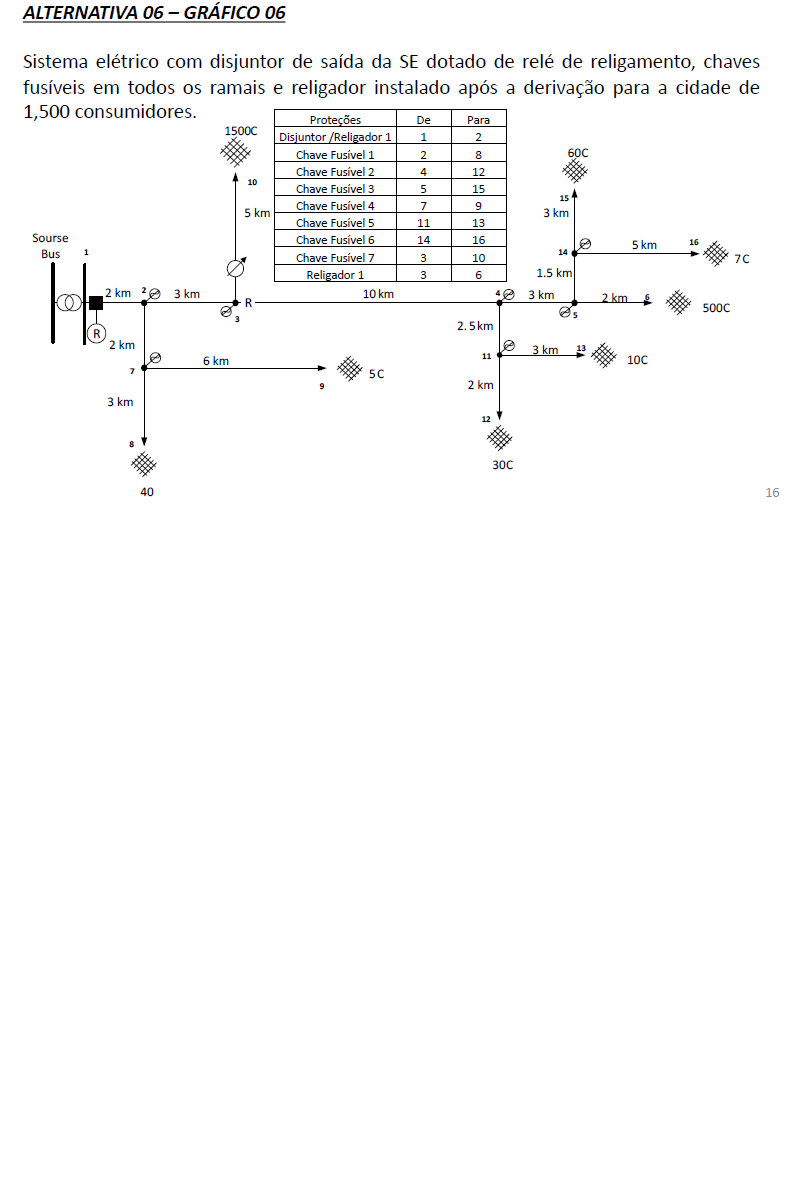 ALTERNATIVA 06 – GRÁFICO 06
Sistema elétrico com disjuntor de saída da SE dotado de relé de religamento, chaves
fusíveis em todos os ramais e religador instalado após a derivação para a cidade de
1,500 consumidores.
Proteções De Para
Disjuntor /Religador 1 1 2
Chave Fusível 1 2 8
Chave Fusível 2 4 12
Chave Fusível 3 5 15
Chave Fusível 4 7 9
Chave Fusível 5 11 13
Chave Fusível 6 14 16
Chave Fusível 7 3 10
Religador 1 3 6
1500C
10
5 km
60C
15
3 km
Sourse
Bus
1
14
5 km
16
7 C
1.5 km
2 km
2
3 km
R
3
10 km
4
3 km
5
2 km
6
500C
R
2 km
7
6 km
9
5 C
2. 5 km
11
3 km
13
10C
3 km
2 km
8
12
40
30C
16